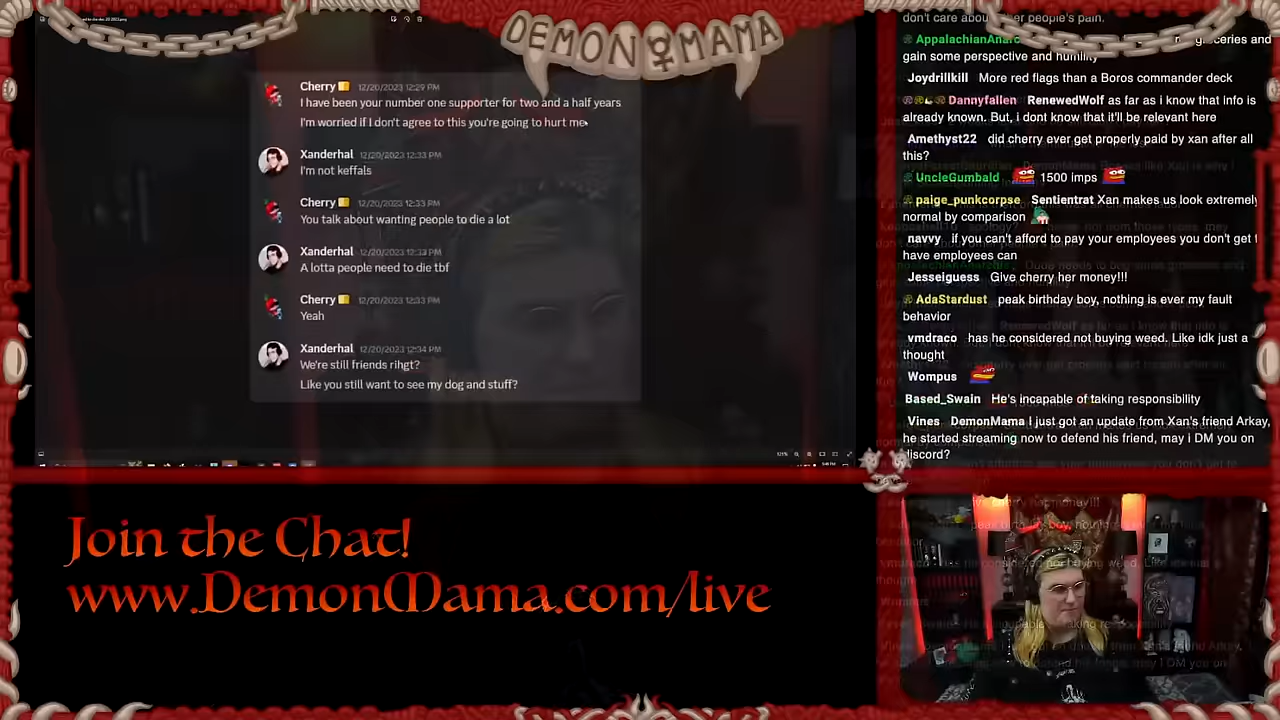 DEMON MAMA
Cherry 12/20/2023 12:29 PM
I have been your number one supporter for two and a half years
I'm worried if I don't agree to this you're going to hurt me
Xanderhal 12/20/2023 12:33 PM
I'm not keffals
Cherry 12/20/2023 12:33 PM
You talk about wanting people to die a lot
Xanderhal 12/20/2023 12:33 PM
A lotta people need to die tbf
Cherry 12/20/2023 12:33 PM
Yeah
Xanderhal 12/20/2023 12:34 PM
We're still friends rihgt?
Like you still want to see my dog and stuff?
Join the Chat!
www.DemonMama.com/live
don't care about her people's pain.
groceries and
gain some perspective and humility
Joydrillkill More red flags than a Boros commander deck
Dannyfallen RenewedWolf as far as i know that info is
already known. But, i dont know that it'll be relevant here
Amethyst22 did cherry ever get properly paid by xan after all
this?
UncleGumbald 1500 imps
paige_punkcorpse Sentientrat Xan makes us look extremely
normal by comparison
navvy if you can't afford to pay your employees you don't get t
have employees can
Jesseiguess Give cherry her money!!!
AdaStardust peak birthday boy, nothing is ever my fault
behavior
vmdraco has he considered not buying weed. Like idk just a
thought
Wompus
Based_Swain He's incapable of taking responsibility
Vines DemonMama I just got an update from Xan's friend Arkay,
he started streaming now to defend his friend, may i DM you on
discord?